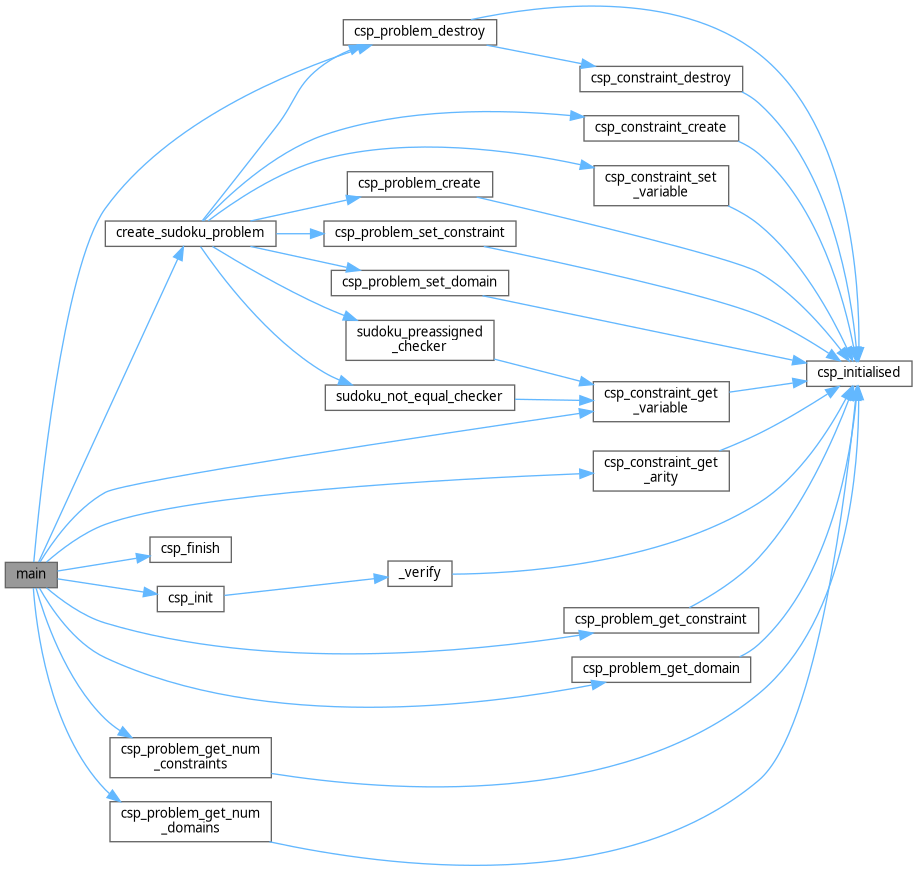 csp_problem_destroy
csp_constraint_destroy
csp_constraint_create
csp_constraint_set
_variable
csp_problem_create
create_sudoku_problem
csp_problem_set_constraint
csp_problem_set_domain
sudoku_preassigned
_checker
csp_initialised
sudoku_not_equal_checker
csp_constraint_get
_variable
csp_constraint_get
_arity
csp_finish
main
_verify
csp_init
csp_problem_get_constraint
csp_problem_get_domain
csp_problem_get_num
_constraints
csp_problem_get_num
_domains